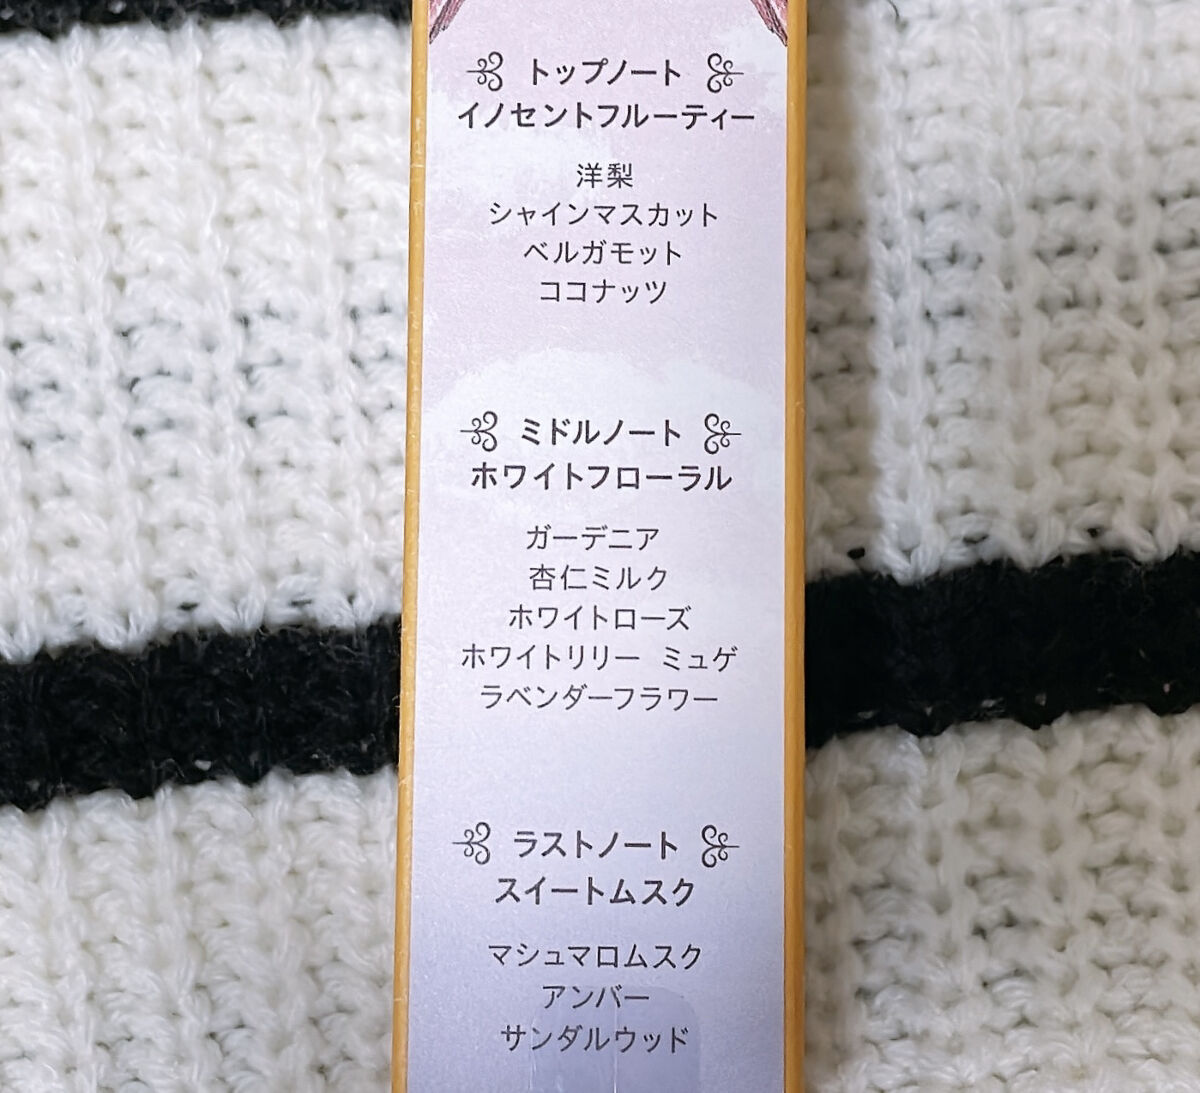 トップノート
イノセントフルーティー
洋梨
シャインマスカット
ベルガモット
ココナッツ
ミドルノート
ホワイトフローラル
ガーデニア
杏仁ミルク
ホワイトローズ
ホワイトリリー ミュゲ
ラベンダーフラワー
ラストノート
スイートムスク
マシュマロムスク
アンバー
サンダルウッド